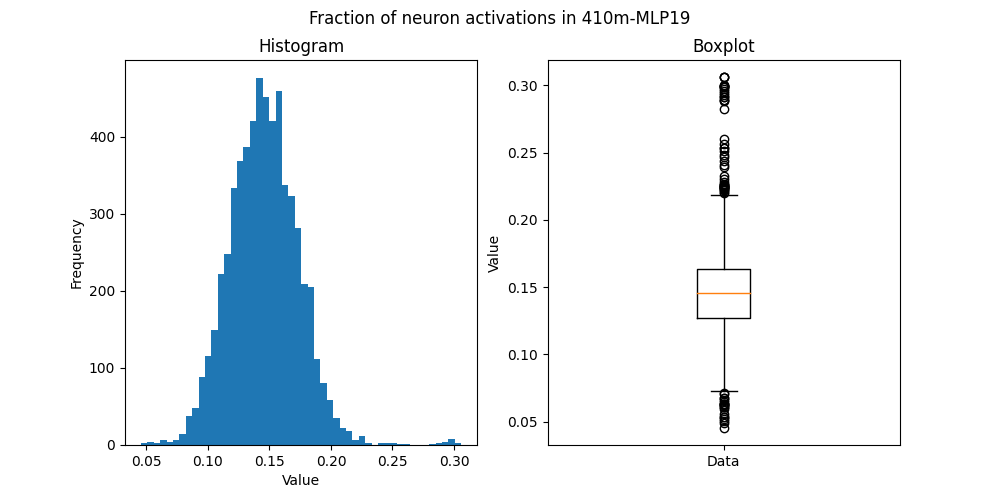 Fraction of neuron activations in 410m-MLP19
Histogram
Frequency
400
300
200
100
0
0.05 0.10 0.15 0.20 0.25 0.30
Value
Boxplot
Value
0.30
0.25
0.20
0.15
0.10
0.05
Data